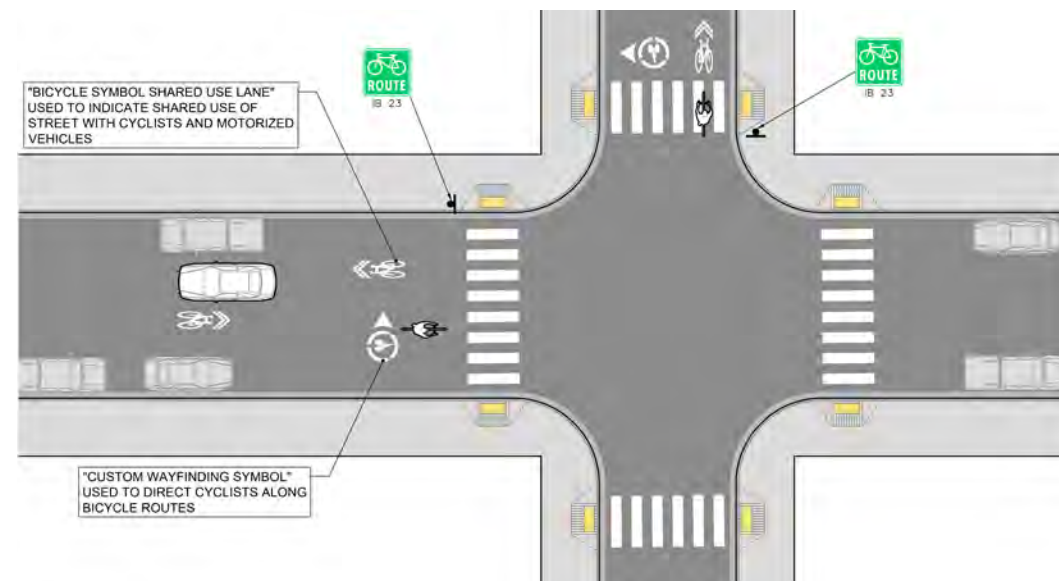 ROUTE
IB 23
ROUTE
IB 23
"BICYCLE SYMBOL SHARED USE LANE"
USED TO INDICATE SHARED USE OF
STREET WITH CYCLISTS AND MOTORIZED
VEHICLES
"CUSTOM WAYFINDING SYMBOL"
USED TO DIRECT CYCLISTS ALONG
BICYCLE ROUTES